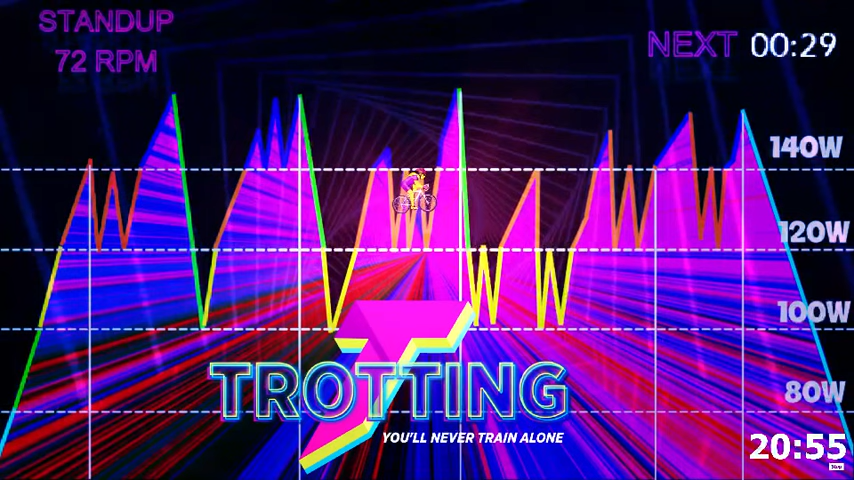 STANDUP
72 RPM
NEXT 00:29
140W
120W
100W
80W
TROTTING
YOU'LL NEVER TRAIN ALONE
20:55